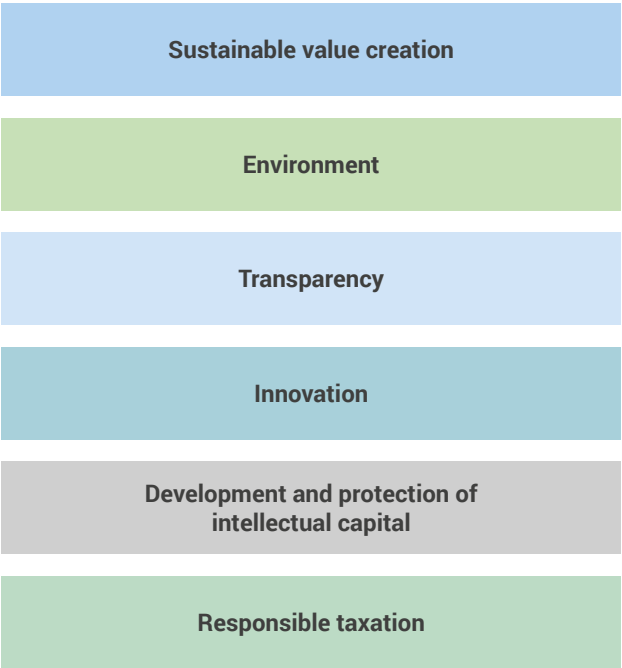 Sustainable value creation
Environment
Transparency
Innovation
Development and protection of
intellectual capital
Responsible taxation